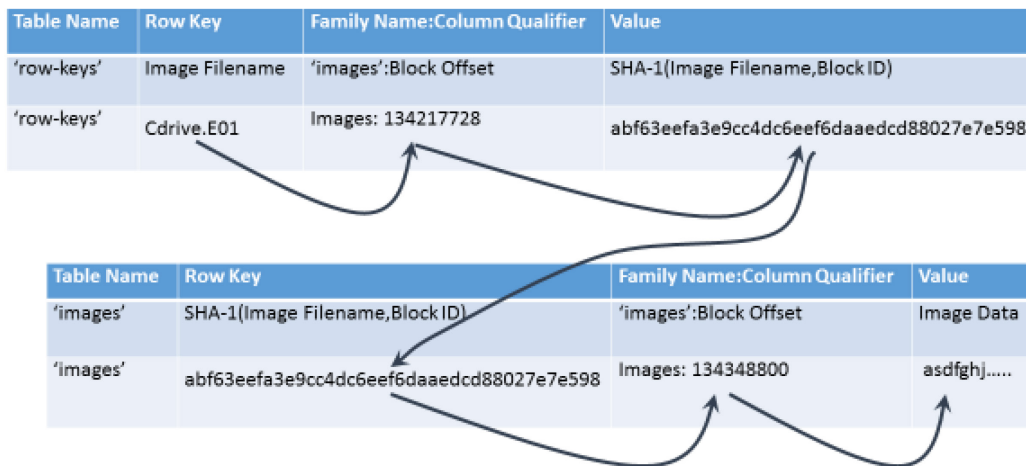 Table Name Row Key Family Name:Column Qualifier Value
'row-keys' Image Filename 'images':Block Offset SHA-1(Image Filename,Block ID)
'row-keys' Cdrive.E01 Images: 134217728 abf63eefa3e9cc4dc6eef6daaedcd88027e7e598
Table Name Row Key Family Name:Column Qualifier Value
'images' SHA-1(Image Filename,Block ID) 'images':Block Offset Image Data
'images' abf63eefa3e9cc4dc6eef6daaedcd88027e7e598 Images: 134348800 asdfghj.....